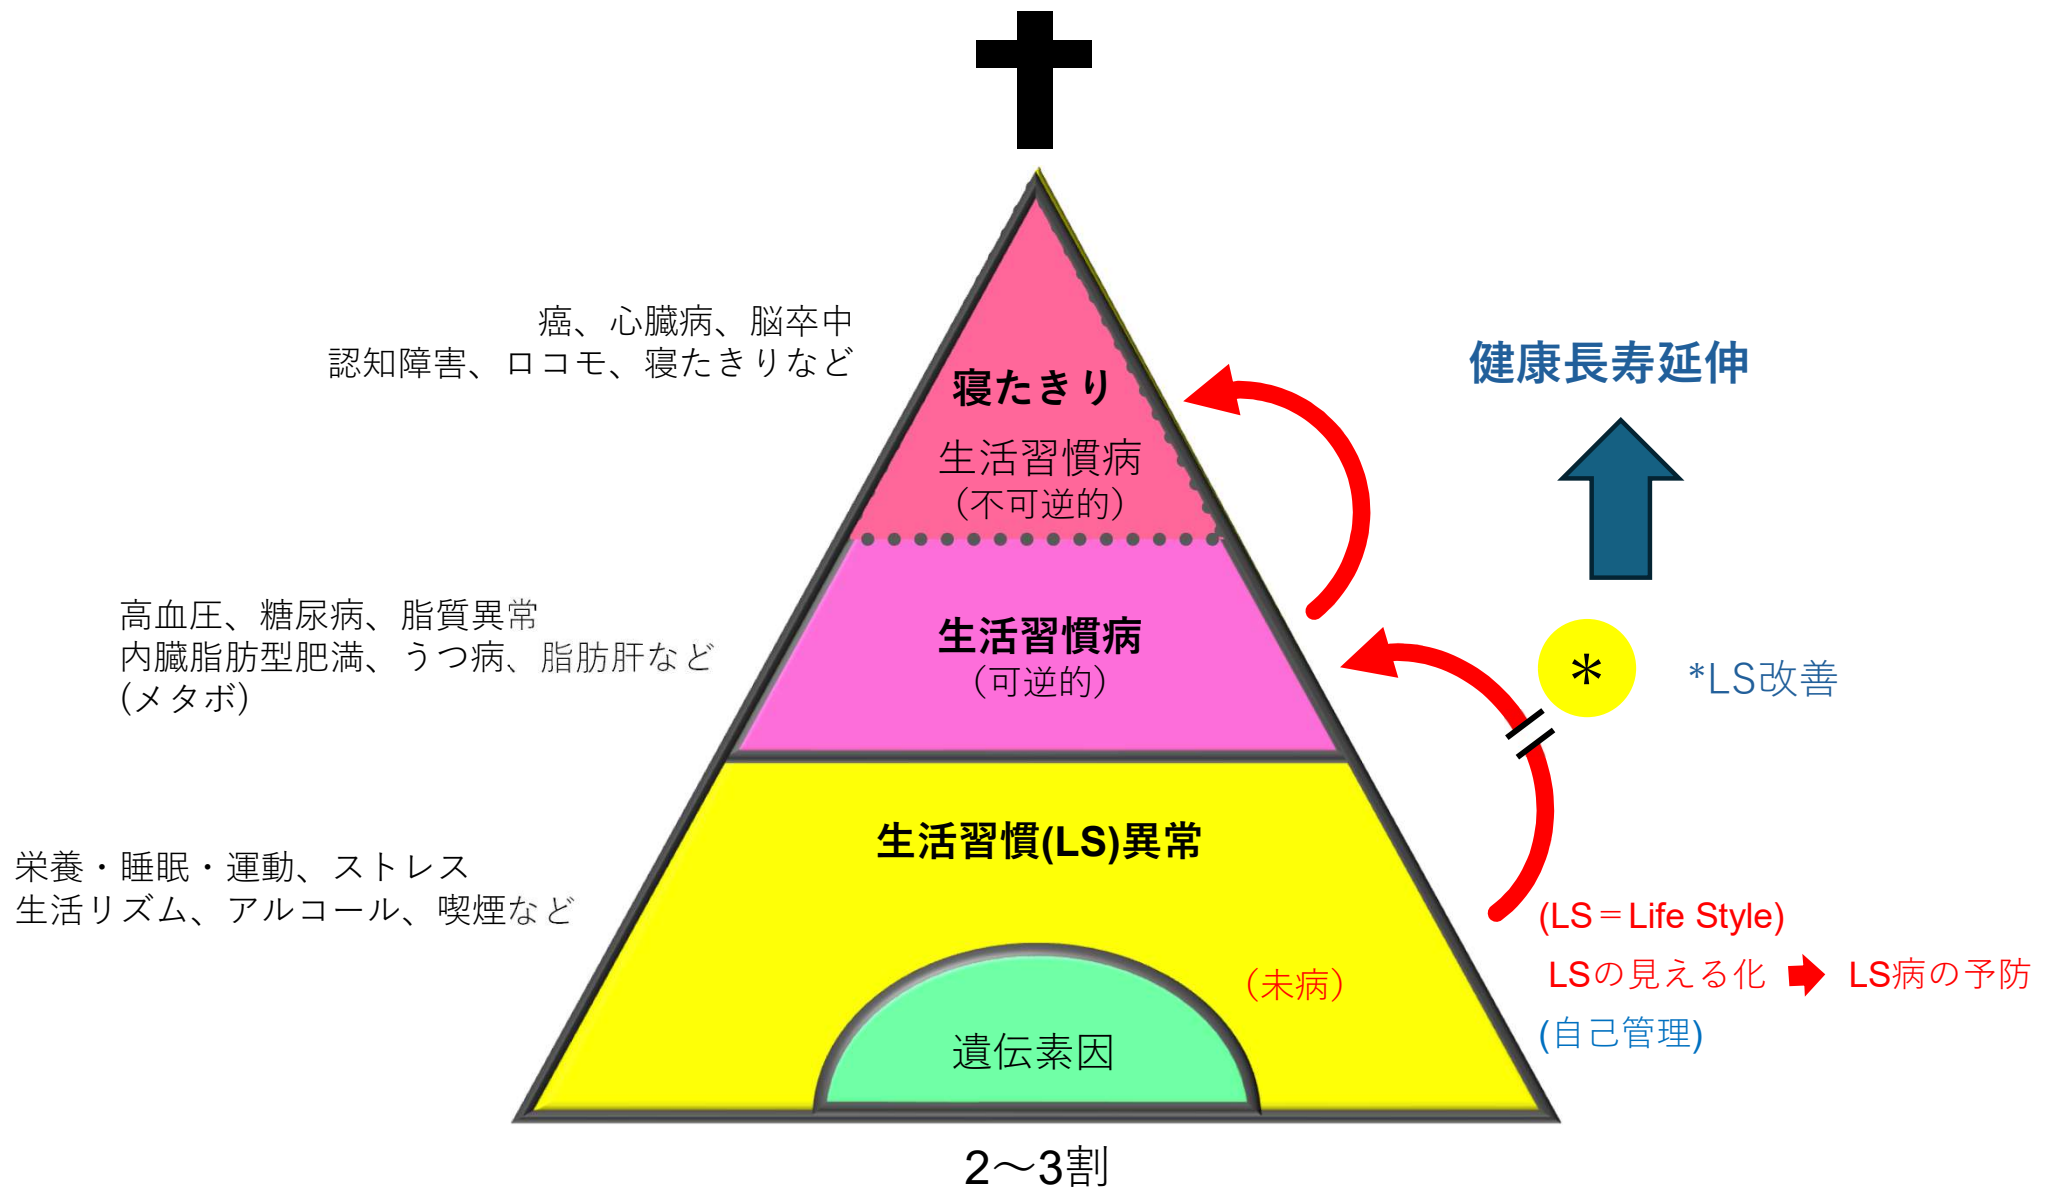 癌、心臓病、脳卒中
認知障害、ロコモ、寝たきりなど
寝たきり
生活習慣病
（不可逆的）
健康長寿延伸
高血圧、糖尿病、脂質異常
内臓脂肪型肥満、うつ病、脂肪肝など
(メタボ)
生活習慣病
（可逆的）
*
*LS改善
生活習慣(LS)異常
栄養・睡眠・運動、ストレス
生活リズム、アルコール、喫煙など
(LS＝Life Style)
LSの見える化 LS病の予防
(自己管理)
（未病）
遺伝素因
2～3割